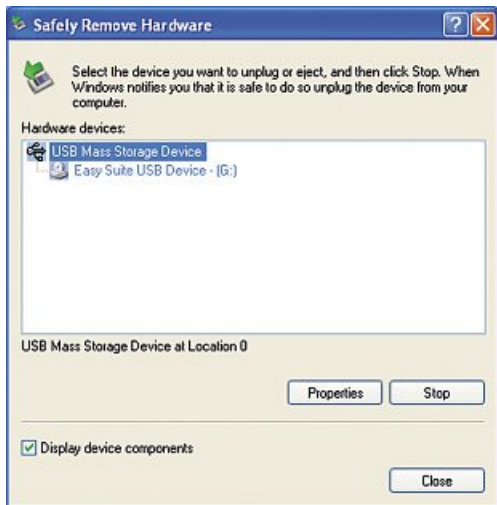 Safely Remove Hardware
Select the device you want to unplug or eject, and then click Stop. When
Windows notifies you that it is safe to do so unplug the device from your
computer.
Hardware devices:
USB Mass Storage Device
Easy Suite USB Device - (G:)
USB Mass Storage Device at Location 0
Properties Stop
Display device components
Close